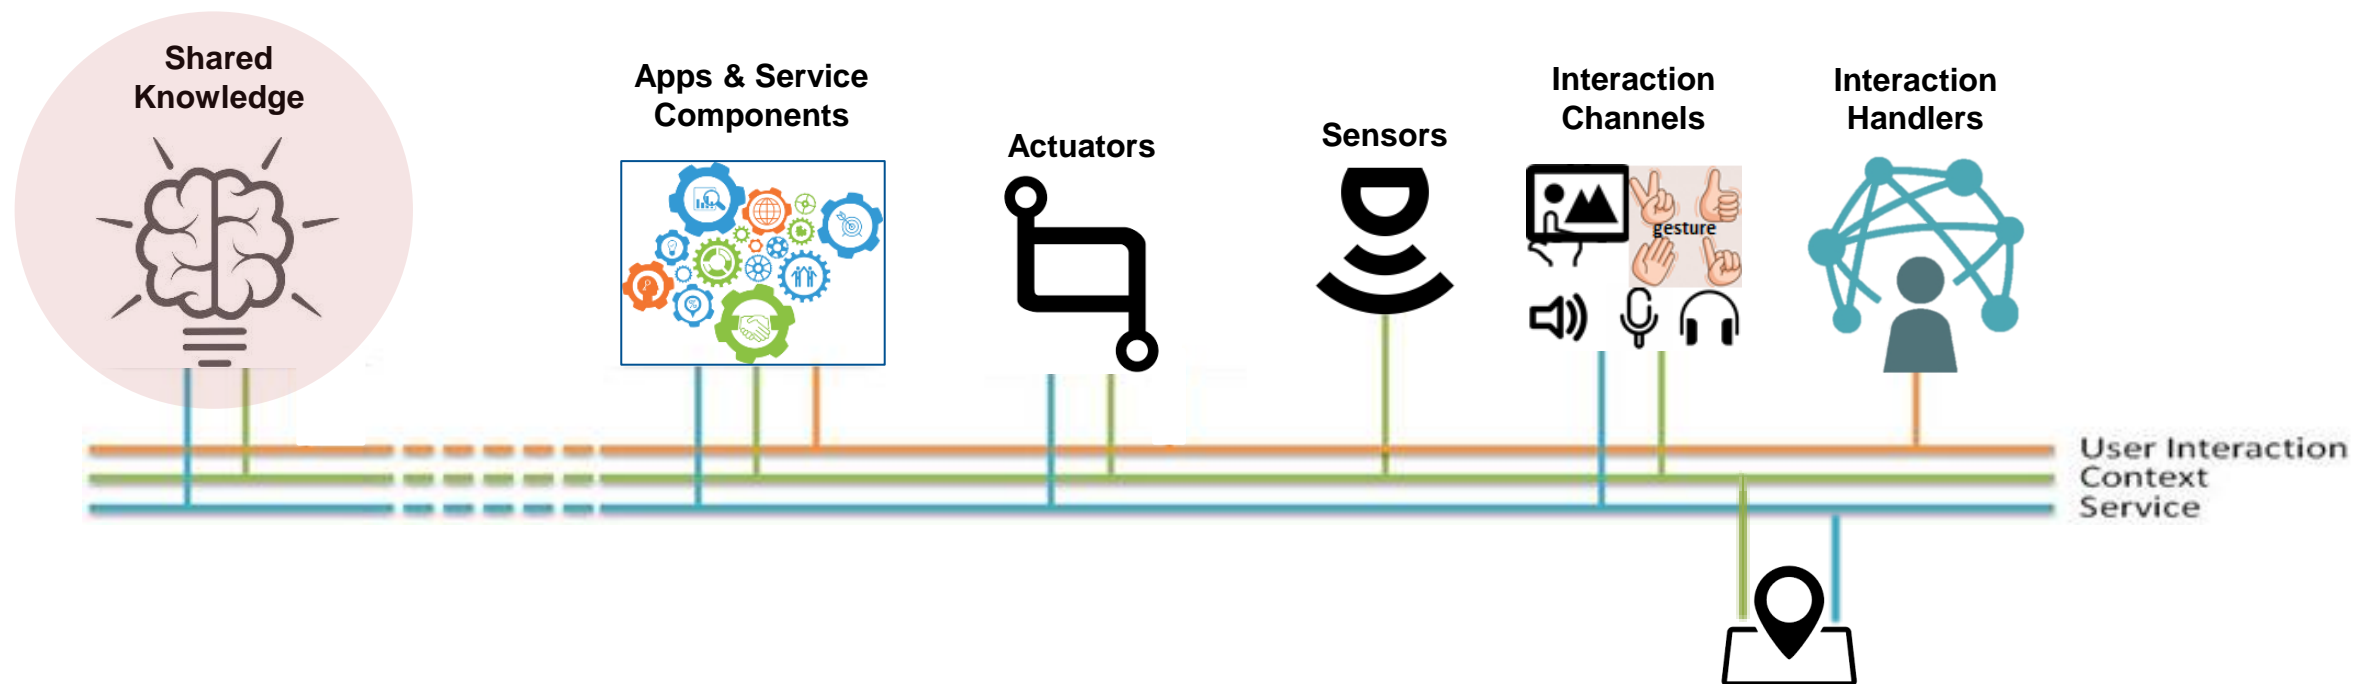 Shared
Knowledge
Apps & Service
Components
Actuators
Sensors
Interaction
Channels
gesture
Interaction
Handlers
User Interaction
Context
Service